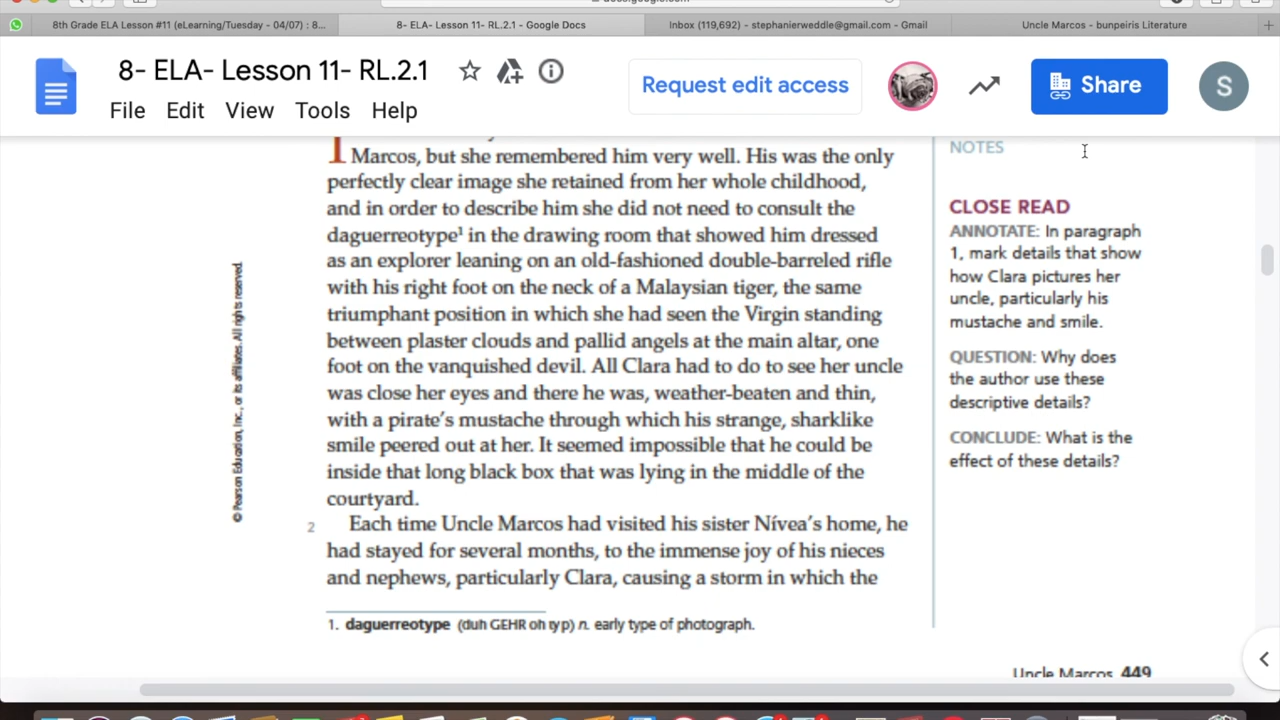 8th Grade ELA Lesson #11 (eLearning/Tuesday - 04/07) : 8...
8- ELA- Lesson 11- RL.2.1 - Google Docs
Inbox (119,692) - stephanierweddle@gmail.com - Gmail
Uncle Marcos - bunpeiris Literature
8- ELA- Lesson 11- RL.2.1
Request edit access
Share
S
File Edit View Tools Help
1 Marcos, but she remembered him very well. His was the only
perfectly clear image she retained from her whole childhood,
and in order to describe him she did not need to consult the
daguerreotype¹ in the drawing room that showed him dressed
as an explorer leaning on an old-fashioned double-barreled rifle
with his right foot on the neck of a Malaysian tiger, the same
triumphant position in which she had seen the Virgin standing
between plaster clouds and pallid angels at the main altar, one
foot on the vanquished devil. All Clara had to do to see her uncle
was close her eyes and there he was, weather-beaten and thin,
with a pirate's mustache through which his strange, sharklike
smile peered out at her. It seemed impossible that he could be
inside that long black box that was lying in the middle of the
courtyard.
2 Each time Uncle Marcos had visited his sister Nívea's home, he
had stayed for several months, to the immense joy of his nieces
and nephews, particularly Clara, causing a storm in which the
1. daguerreotype (duh GEHR oh typ) n. early type of photograph.
© Pearson Education, Inc., or its affiliates. All rights reserved.
NOTES
CLOSE READ
ANNOTATE: In paragraph
1, mark details that show
how Clara pictures her
uncle, particularly his
mustache and smile.
QUESTION: Why does
the author use these
descriptive details?
CONCLUDE: What is the
effect of these details?
Uncle Marcos 449